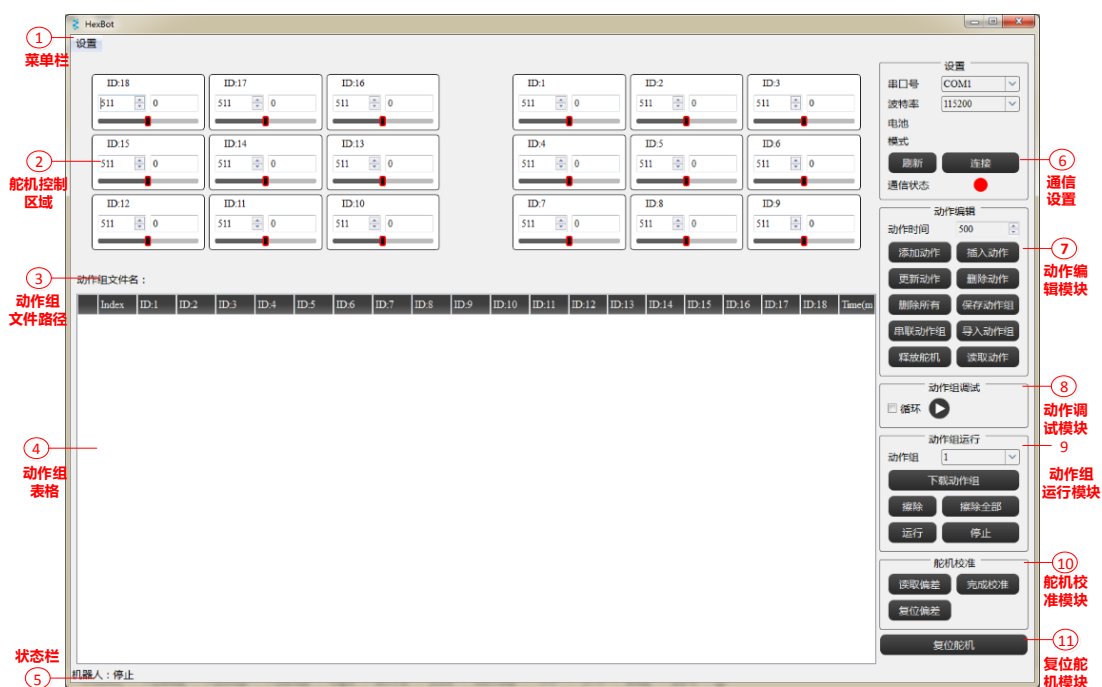 HexBot
① 菜单栏
设置
ID:18 ID:17 ID:16 ID:1 ID:2 ID:3
511 0 511 0 511 0 511 0 511 0 511 0
ID:15 ID:14 ID:13 ID:4 ID:5 ID:6
511 0 511 0 511 0 511 0 511 0 511 0
② 舵机控制
区域
ID:12 ID:11 ID:10 ID:7 ID:8 ID:9
511 0 511 0 511 0 511 0 511 0 511 0
③ 动作组
文件路径
动作组文件名：
Index ID:1 ID:2 ID:3 ID:4 ID:5 ID:6 ID:7 ID:8 ID:9 ID:10 ID:11 ID:12 ID:13 ID:14 ID:15 ID:16 ID:17 ID:18 Time(m
④ 动作组
表格
状态栏
⑤
机器人：停止
设置
串口号 COM1
波特率 115200
电池
模式
刷新 连接
通信状态
⑥ 通信
设置
动作编辑
动作时间 500
添加动作 插入动作
更新动作 删除动作
删除所有 保存动作组
串联动作组 导入动作组
释放舵机 读取动作
⑦ 动作编
辑模块
动作组调试
循环
⑧ 动作调
试模块
动作组运行
动作组 1
下载动作组
擦除 擦除全部
运行 停止
9
动作组
运行模块
舵机校准
读取偏差 完成校准
复位偏差
⑩ 舵机校
准模块
复位舵机
⑪ 复位舵
机模块